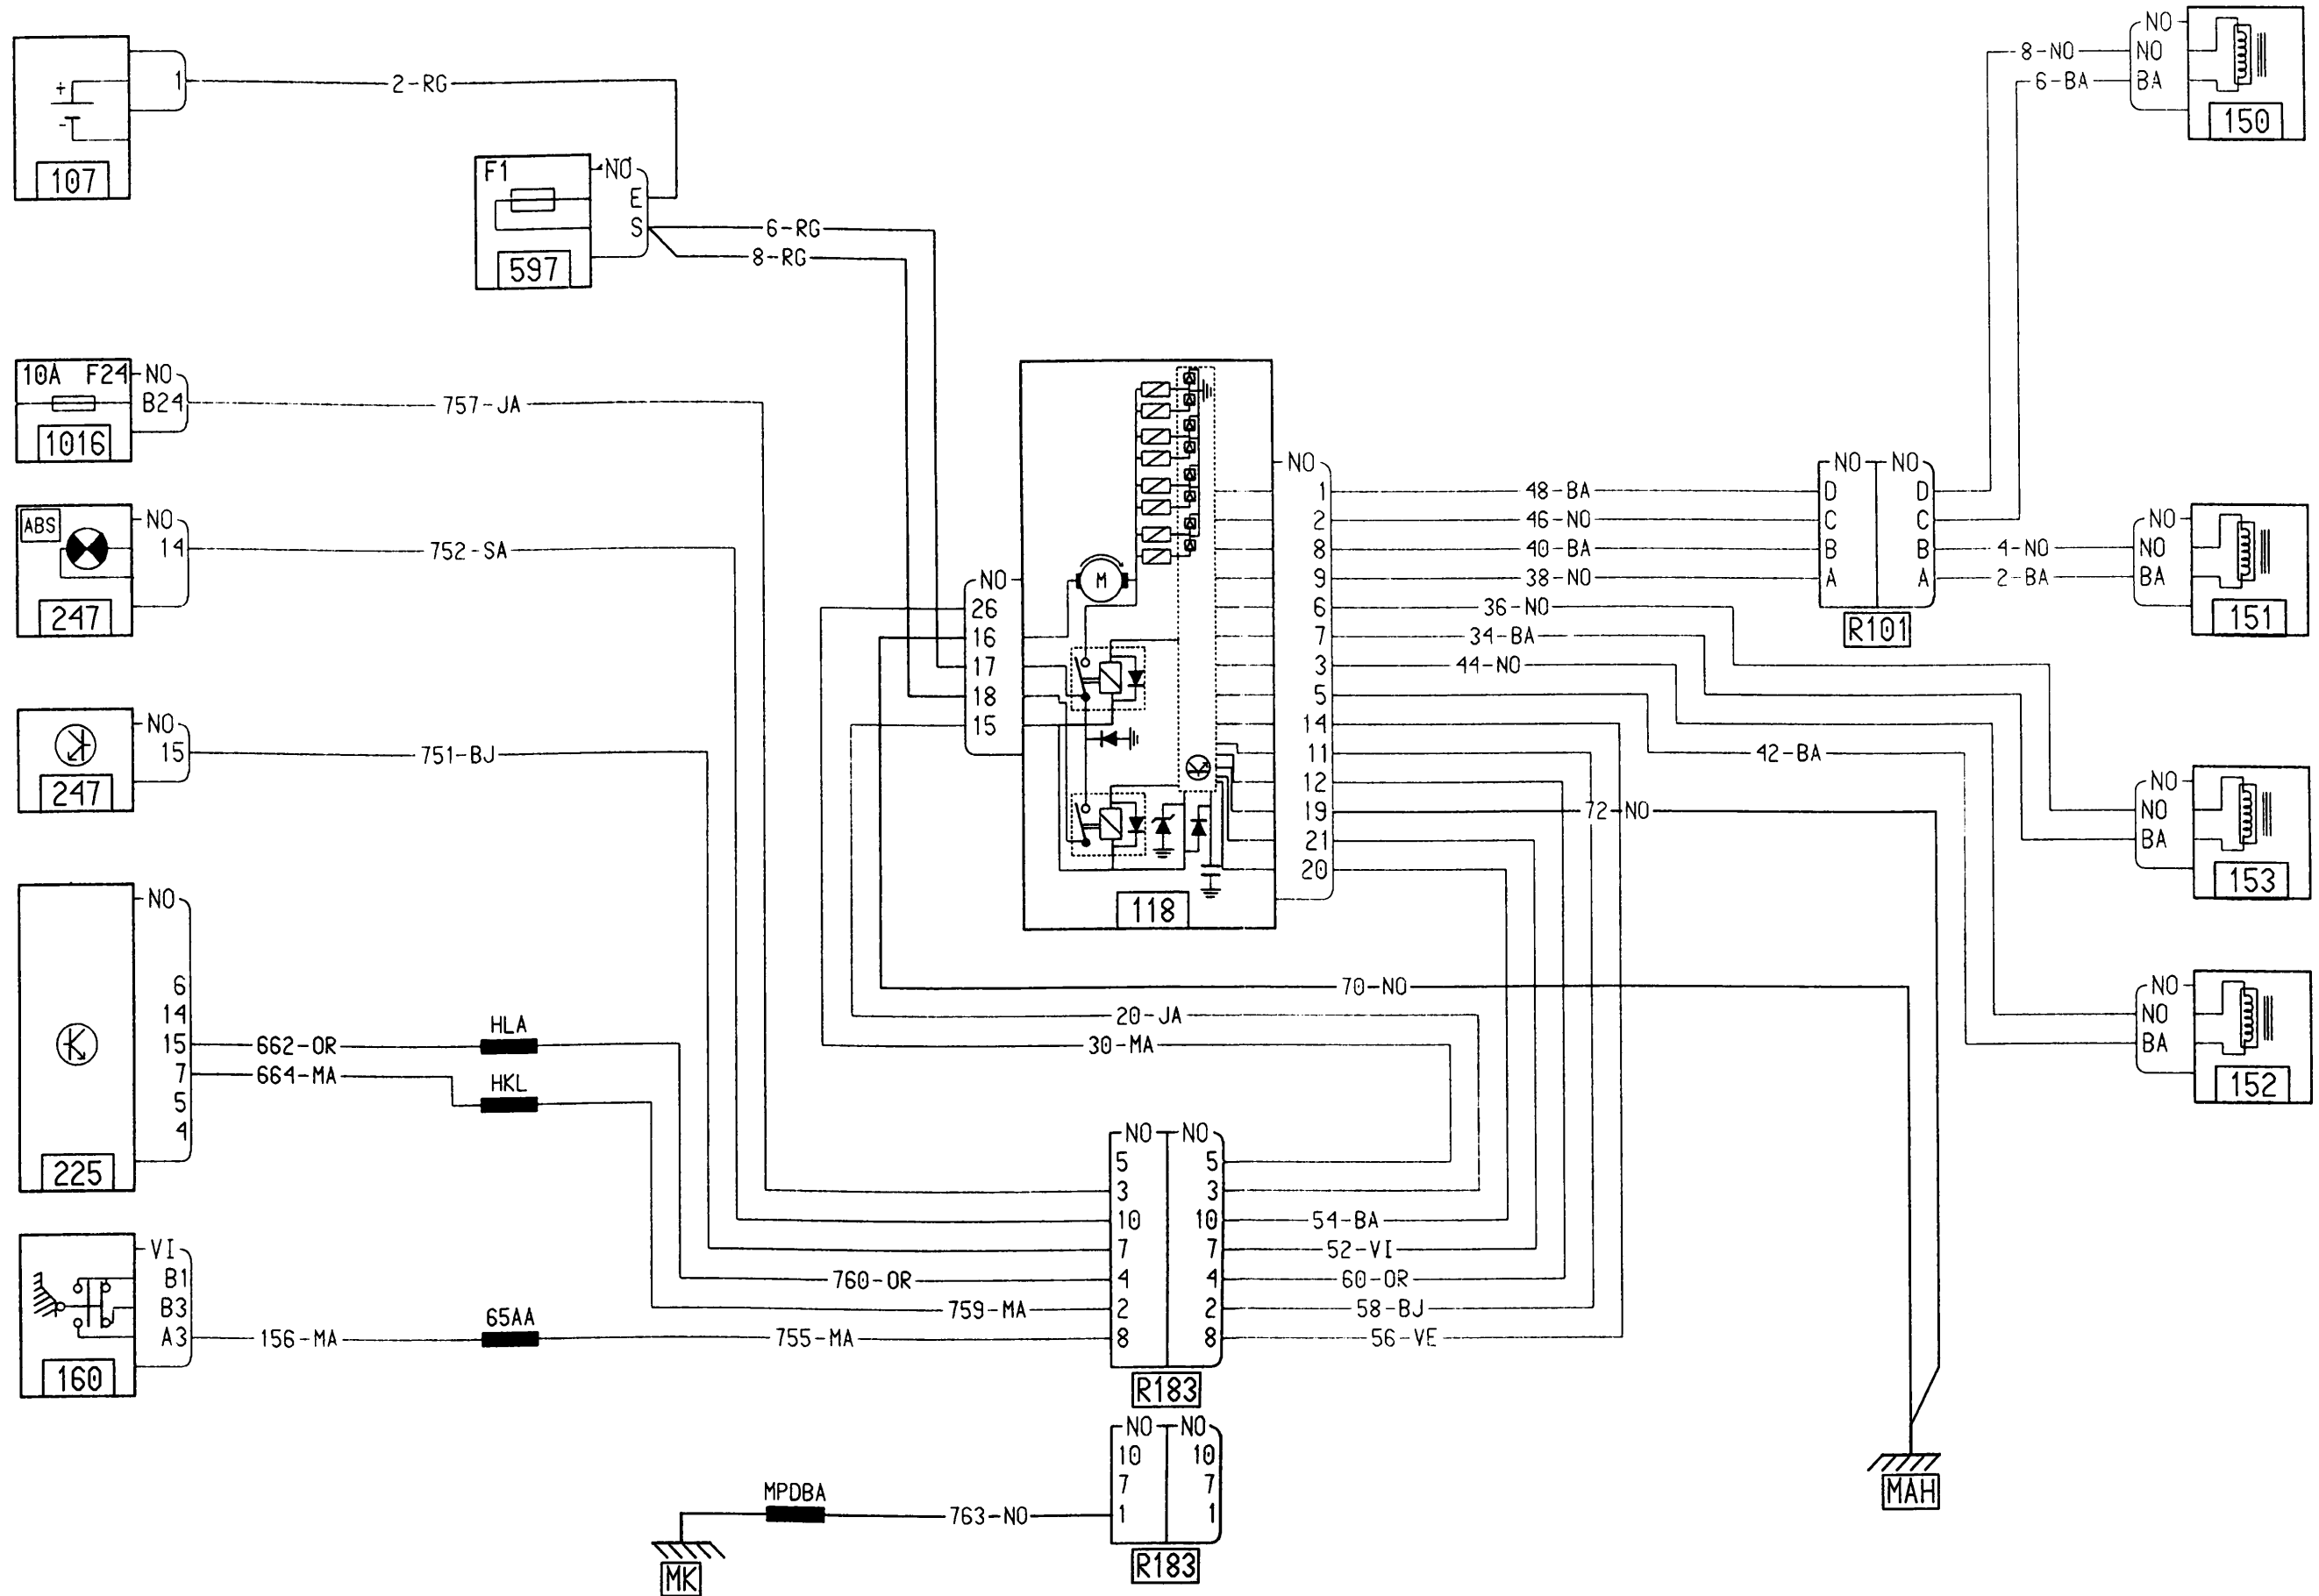 +
-
1
107
2-RG
F1
NO
E
S
597
6-RG
8-RG
10A F24
NO
B24
1016
757-JA
ABS
NO
14
247
752-SA
NO
15
247
751-BJ
NO
6
14
15
7
5
4
225
662-OR
HLA
664-MA
HKL
VI
B1
B3
A3
160
156-MA
65AA
755-MA
760-OR
759-MA
NO
26
16
17
18
15
M
118
NO
1
2
8
9
6
7
3
5
14
11
12
19
21
20
48-BA
46-NO
40-BA
38-NO
36-NO
34-BA
44-NO
42-BA
72-NO
70-NO
20-JA
30-MA
NO NO
D D
C C
B B
A A
R101
8-NO
6-BA
4-NO
2-BA
NO
NO
BA
150
NO
NO
BA
151
NO
NO
BA
153
NO
NO
BA
152
NO NO
5 5
3 3
10 10
7 7
4 4
2 2
8 8
R183
54-BA
52-VI
60-OR
58-BJ
56-VE
NO NO
10 10
7 7
1 1
R183
MPDBA
763-NO
MK
MAH